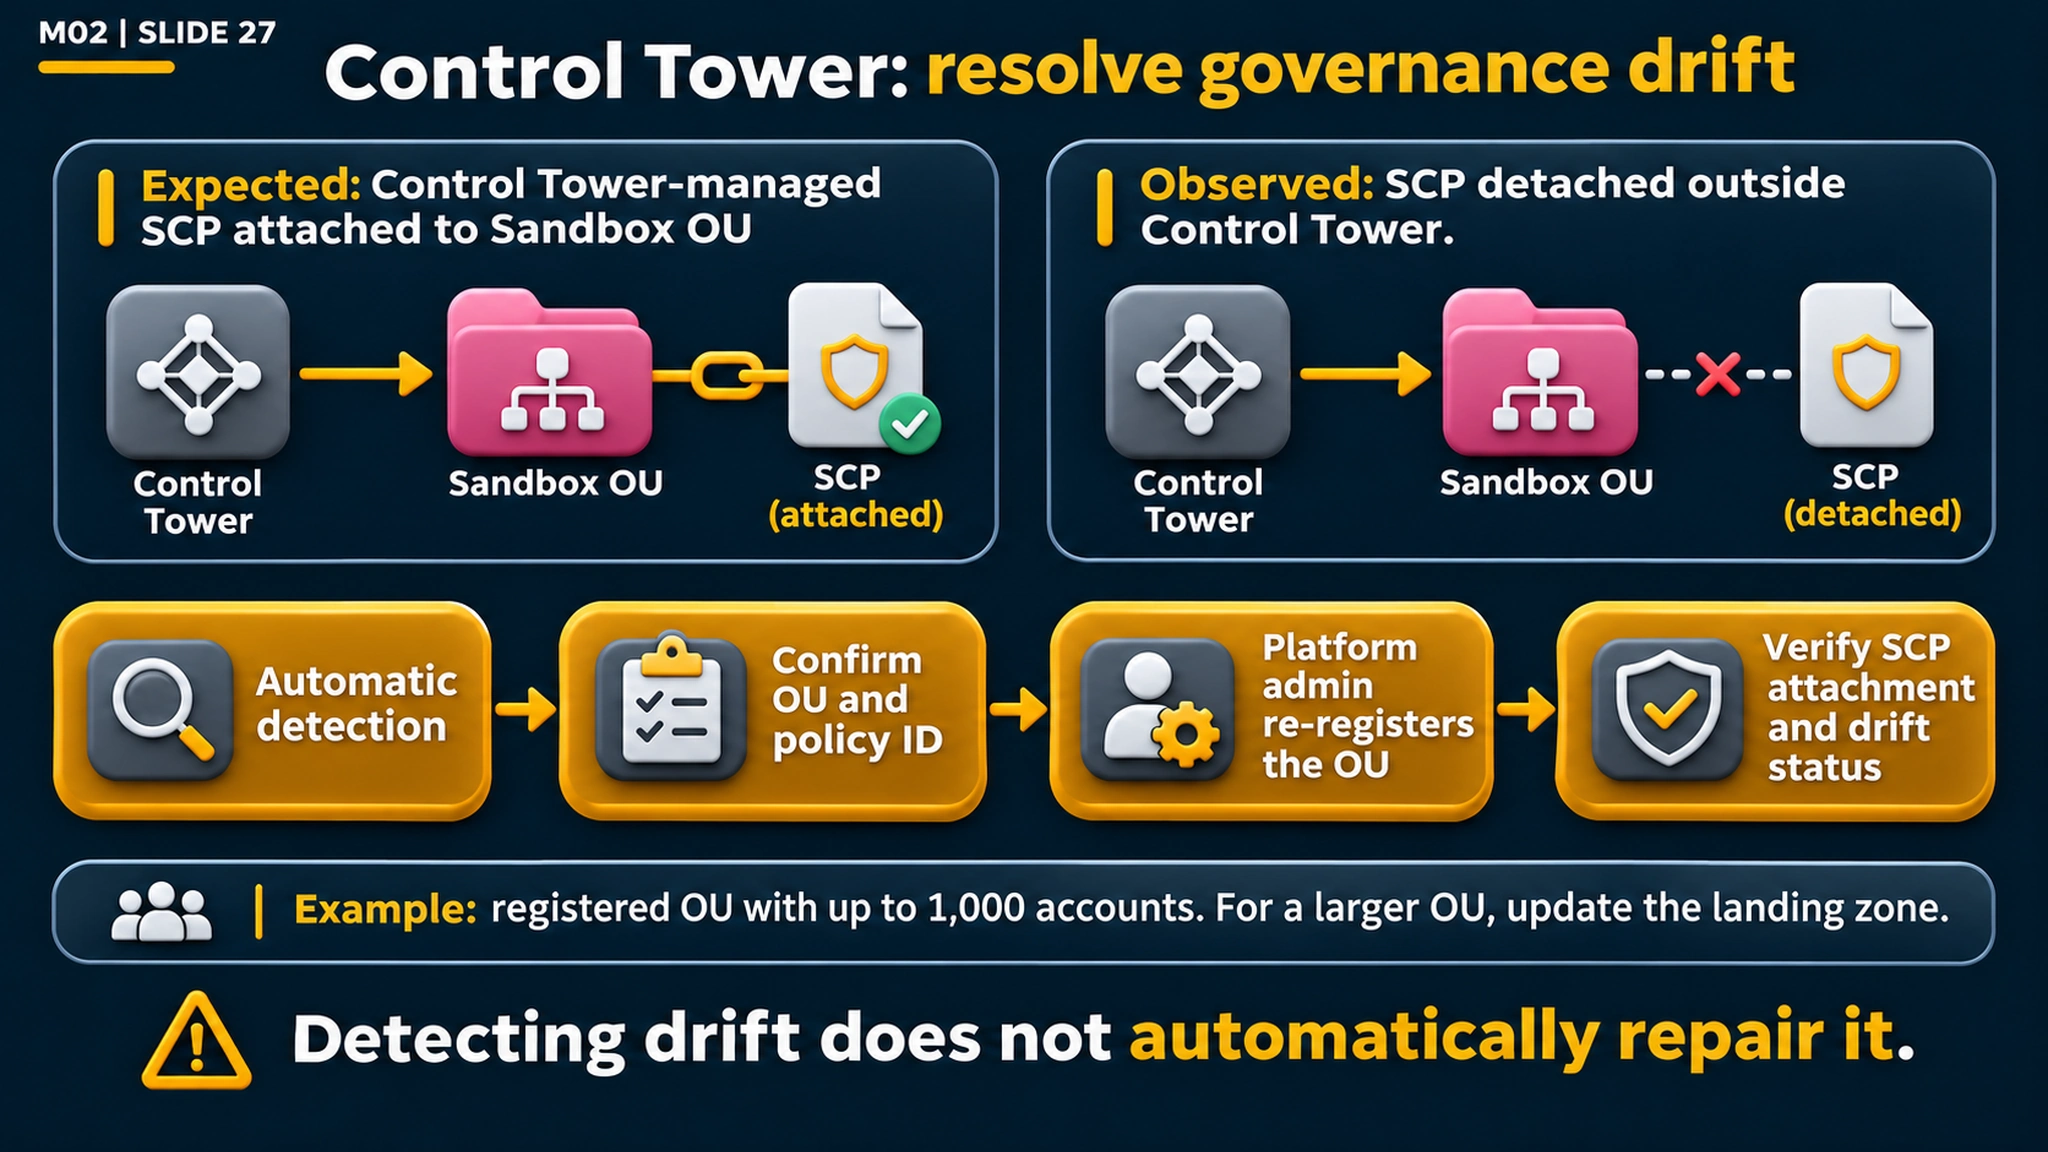 M02 | SLIDE 27
Control Tower: resolve governance drift
Expected: Control Tower-managed
SCP attached to Sandbox OU
Control
Tower
Sandbox OU
SCP
(attached)
Observed: SCP detached outside
Control Tower.
Control
Tower
Sandbox OU
SCP
(detached)
Automatic
detection
Confirm
OU and
policy ID
Platform
admin
re-registers
the OU
Verify SCP
attachment
and drift
status
Example: registered OU with up to 1,000 accounts. For a larger OU, update the landing zone.
Detecting drift does not automatically repair it.